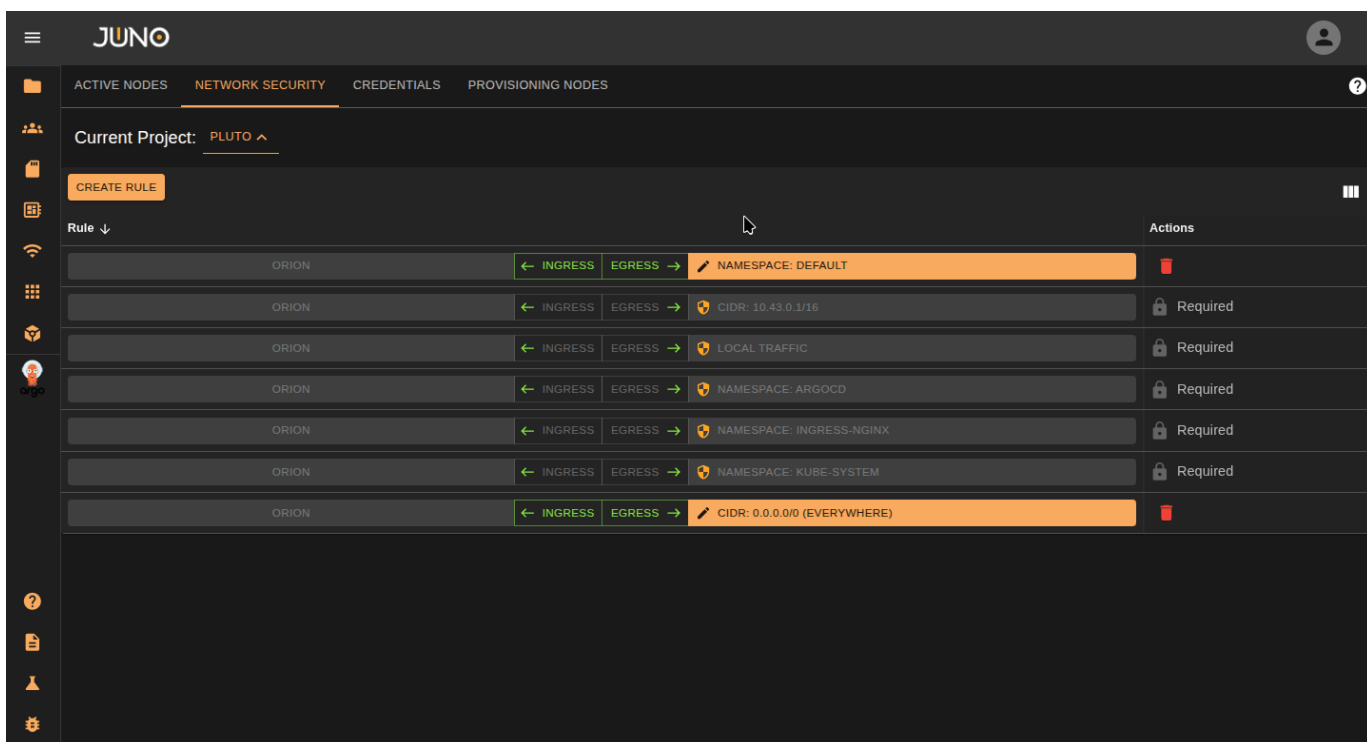 JUNO
ACTIVE NODES NETWORK SECURITY CREDENTIALS PROVISIONING NODES
Current Project: PLUTO
CREATE RULE
Rule Actions
ORION INGRESS EGRESS NAMESPACE: DEFAULT
ORION INGRESS EGRESS CIDR: 10.43.0.1/16 Required
ORION INGRESS EGRESS LOCAL TRAFFIC Required
ORION INGRESS EGRESS NAMESPACE: ARGOCD Required
argo
ORION INGRESS EGRESS NAMESPACE: INGRESS-NGINX Required
ORION INGRESS EGRESS NAMESPACE: KUBE-SYSTEM Required
ORION INGRESS EGRESS CIDR: 0.0.0.0/0 (EVERYWHERE)